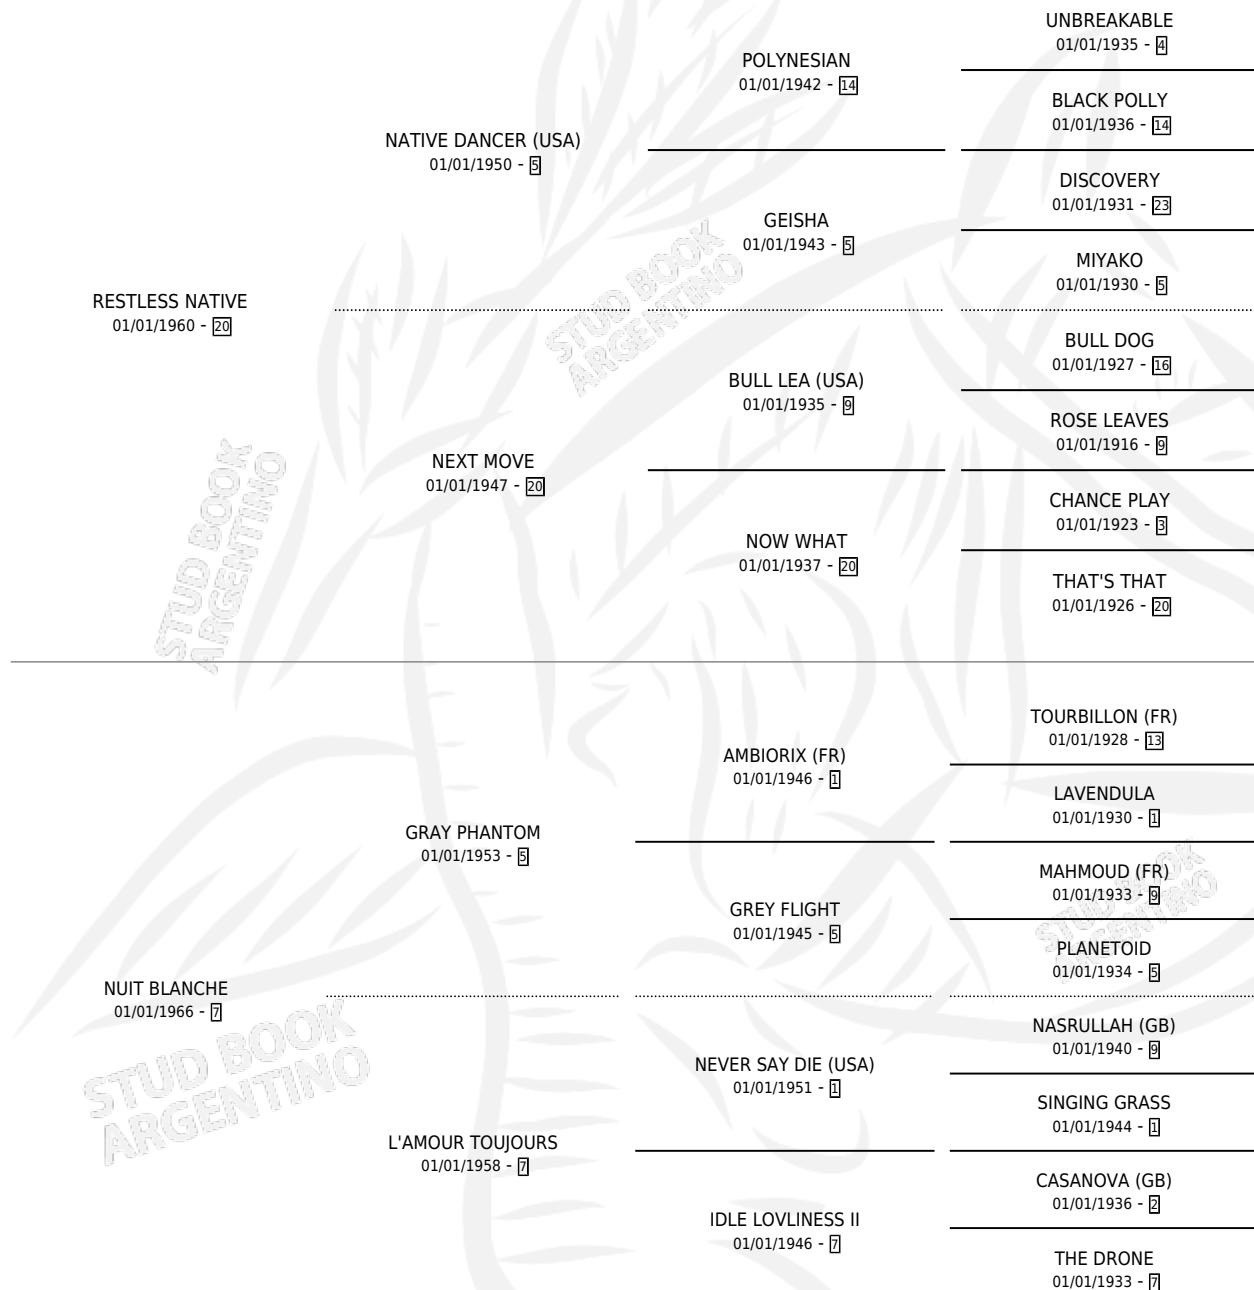 UNBREAKABLE
01/01/1935 - 4
POLYNESIAN
01/01/1942 - 14
BLACK POLLY
01/01/1936 - 14
NATIVE DANCER (USA)
01/01/1950 - 5
DISCOVERY
01/01/1931 - 23
GEISHA
01/01/1943 - 5
MIYAKO
01/01/1930 - 5
RESTLESS NATIVE
01/01/1960 - 20
BULL DOG
01/01/1927 - 16
BULL LEA (USA)
01/01/1935 - 9
ROSE LEAVES
01/01/1916 - 9
NEXT MOVE
01/01/1947 - 20
CHANCE PLAY
01/01/1923 - 3
NOW WHAT
01/01/1937 - 20
THAT'S THAT
01/01/1926 - 20
TOURBILLON (FR)
01/01/1928 - 13
AMBIORIX (FR)
01/01/1946 - 1
LAVENDULA
01/01/1930 - 1
GRAY PHANTOM
01/01/1953 - 5
MAHMOUD (FR)
01/01/1933 - 9
GREY FLIGHT
01/01/1945 - 5
PLANETOID
01/01/1934 - 5
NUIT BLANCHE
01/01/1966 - 7
NASRULLAH (GB)
01/01/1940 - 9
NEVER SAY DIE (USA)
01/01/1951 - 1
SINGING GRASS
01/01/1944 - 1
L'AMOUR TOUJOURS
01/01/1958 - 7
CASANOVA (GB)
01/01/1936 - 2
IDLE LOVLINESS II
01/01/1946 - 7
THE DRONE
01/01/1933 - 7
STUD BOOK
ARGENTINO
STUD BOOK
ARGENTINO
STUD BOOK
ARGENTINO
STUD BOOK
ARGENTINO